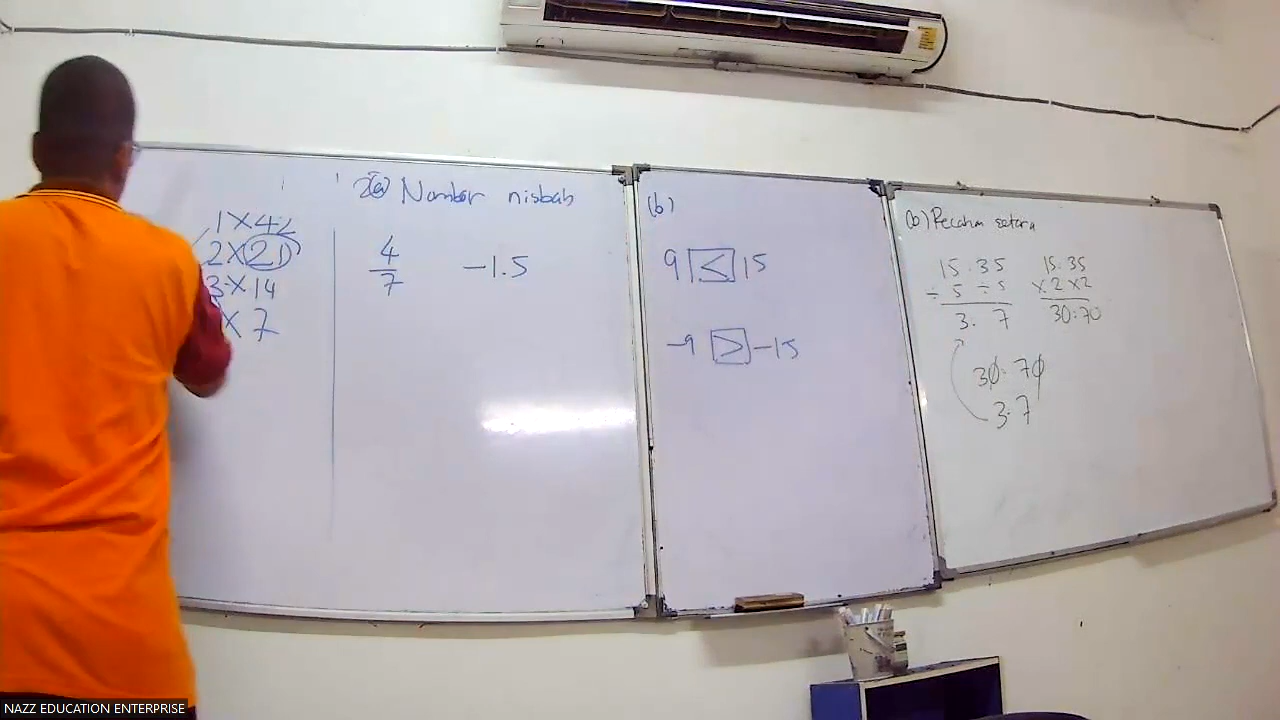 1×42
2×21
3×14
×7
2(a) Nombor nisbah
4/7 -1.5
(b)
9 < 15
-9 > -15
(b) Pecahan setara
15:35 15:35
÷5 ÷5 ×2 ×2
3:7 30:70
30:70
3:7
NAZZ EDUCATION ENTERPRISE